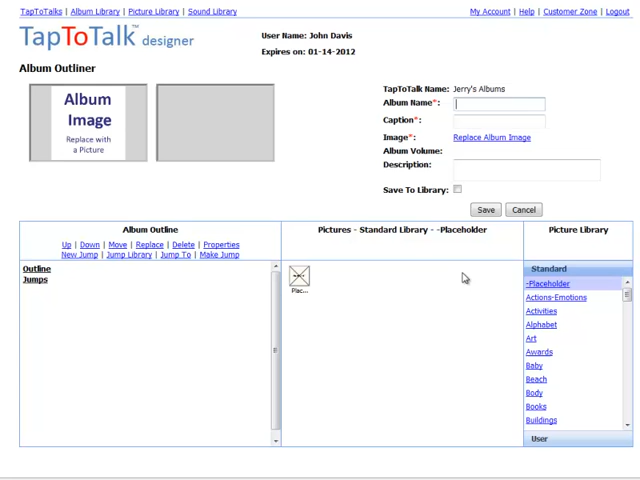 TapToTalks | Album Library | Picture Library | Sound Library
My Account | Help | Customer Zone | Logout
TapToTalk™ designer
User Name: John Davis
Expires on: 01-14-2012
Album Outliner
Album
Image
Replace with
a Picture
TapToTalk Name: Jerry's Albums
Album Name*:
Caption*:
Image*: Replace Album Image
Album Volume:
Description:
Save To Library:
Save Cancel
Album Outline
Up | Down | Move | Replace | Delete | Properties
New Jump | Jump Library | Jump To | Make Jump
Outline
Jumps
Pictures - Standard Library - -Placeholder
Plac...
Picture Library
Standard
-Placeholder
Actions-Emotions
Activities
Alphabet
Art
Awards
Baby
Beach
Body
Books
Buildings
User